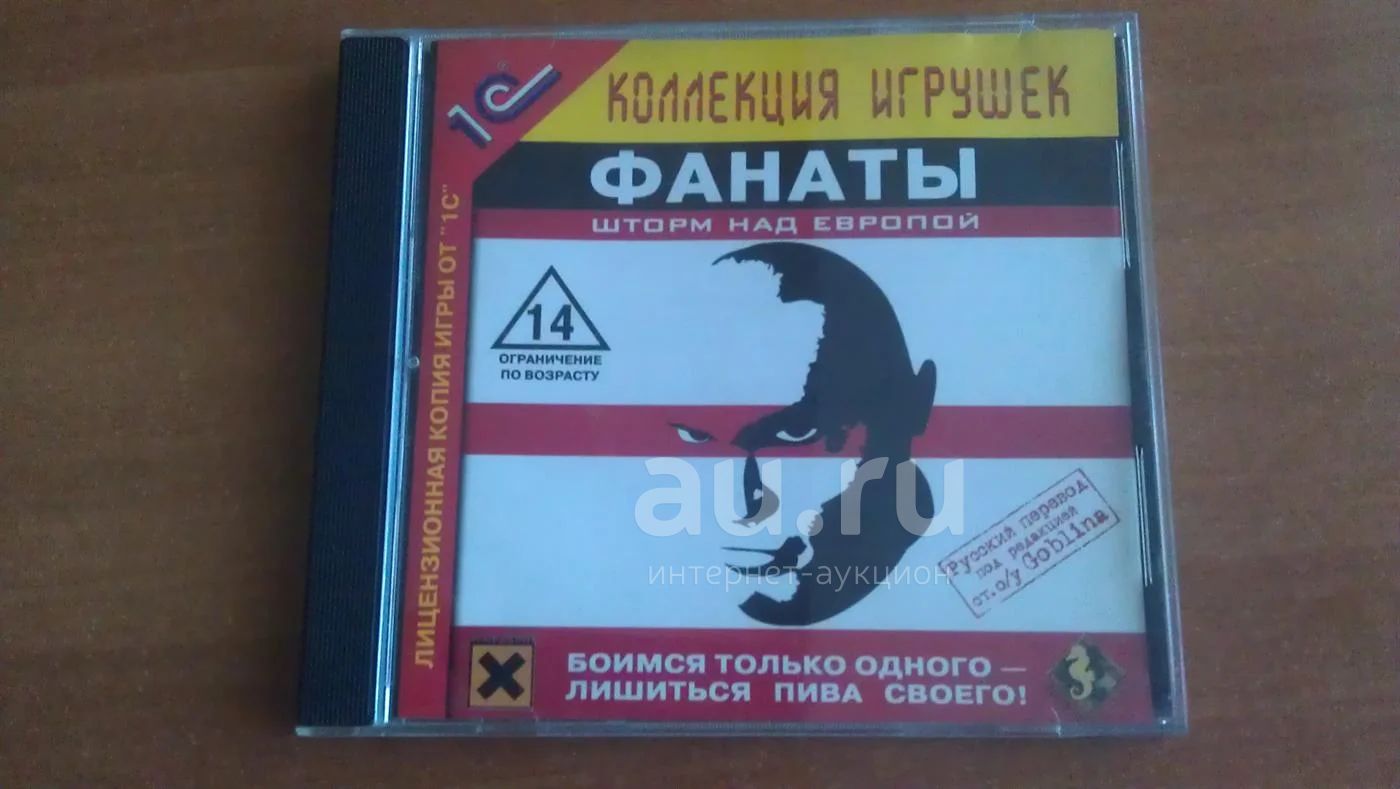 1С®
КОЛЛЕКЦИЯ ИГРУШЕК
ФАНАТЫ
ШТОРМ НАД ЕВРОПОЙ
ЛИЦЕНЗИОННАЯ КОПИЯ ИГРЫ ОТ "1С"
14
ОГРАНИЧЕНИЕ
ПО ВОЗРАСТУ
au.ru
интернет-аукцион
Русский перевод
под редакцией
ст. о/у Goblina
БОИМСЯ ТОЛЬКО ОДНОГО —
ЛИШИТЬСЯ ПИВА СВОЕГО!